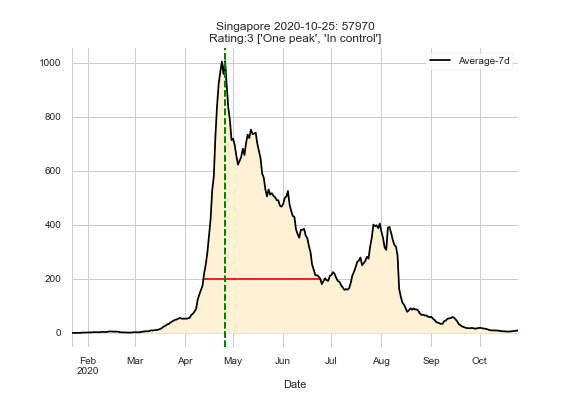 Singapore 2020-10-25: 57970
Rating:3 ['One peak', 'In control']
Average-7d
1000
800
600
400
200
0
Feb Mar Apr May Jun Jul Aug Sep Oct
2020
Date